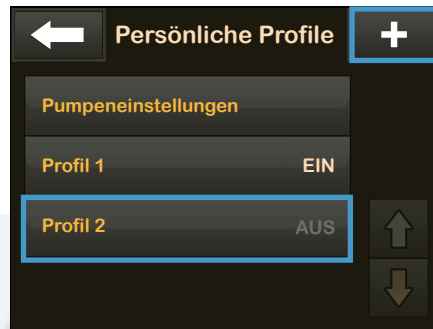 Persönliche Profile
Pumpeneinstellungen
Profil 1 EIN
Profil 2 AUS